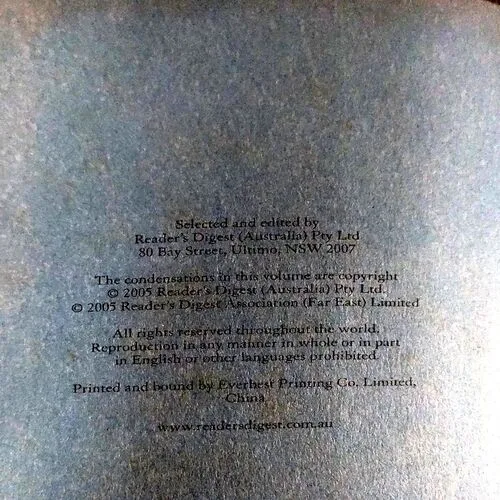 Selected and edited by
Reader's Digest (Australia) Pty Ltd
80 Bay Street, Ultimo, NSW 2007
The condensations in this volume are copyright
© 2005 Reader's Digest (Australia) Pty Ltd.
© 2005 Reader's Digest Association (Far East) Limited
All rights reserved throughout the world.
Reproduction in any manner in whole or in part
in English or other languages prohibited.
Printed and bound by Everbest Printing Co. Limited,
China
www.readersdigest.com.au